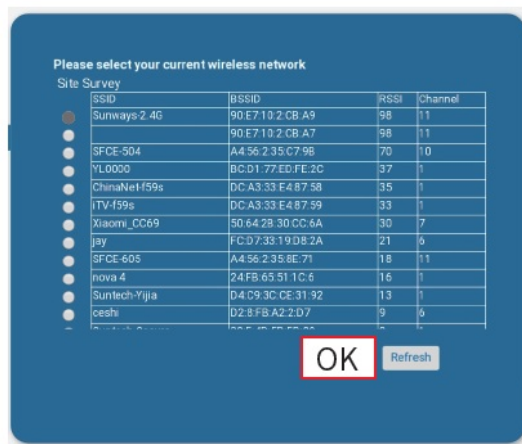 Please select your current wireless network
Site Survey
SSID BSSID RSSI Channel
Sunways-2.4G 90:E7:10:2:CB:A9 98 11
90:E7:10:2:CB:A7 98 11
SFCE-504 A4:56:2:35:C7:9B 70 10
YL0000 BC:D1:77:ED:FE:2C 37 1
ChinaNet-f59s DC:A3:33:E4:87:58 35 1
iTV-f59s DC:A3:33:E4:87:59 33 1
Xiaomi_CC69 50:64:2B:30:CC:6A 30 7
jay FC:D7:33:19:D8:2A 21 6
SFCE-605 A4:56:2:35:8E:71 18 11
nova 4 24:FB:65:51:1C:6 16 1
Suntech-Yijia D4:C9:3C:CE:31:92 13 1
ceshi D2:8:FB:A2:2:D7 9 6
OK Refresh